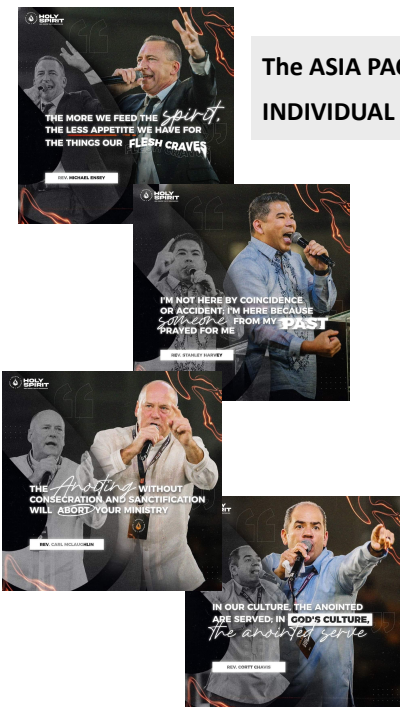 HOLY
SPIRIT
THE MORE WE FEED THE spirit,
THE LESS APPETITE WE HAVE FOR
THE THINGS OUR FLESH CRAVES
REV. MICHAEL ENSEY
The ASIA PAC
INDIVIDUAL
HOLY
SPIRIT
I'M NOT HERE BY COINCIDENCE
OR ACCIDENT; I'M HERE BECAUSE
someone FROM MY PAST
PRAYED FOR ME
REV. STANLEY HARVEY
HOLY
SPIRIT
THE Anointing WITHOUT
CONSECRATION AND SANCTIFICATION
WILL ABORT YOUR MINISTRY
REV. CARL MCLAUGHLIN
IN OUR CULTURE, THE ANOINTED
ARE SERVED; IN GOD'S CULTURE,
the anointed serve
REV. CHAVIS